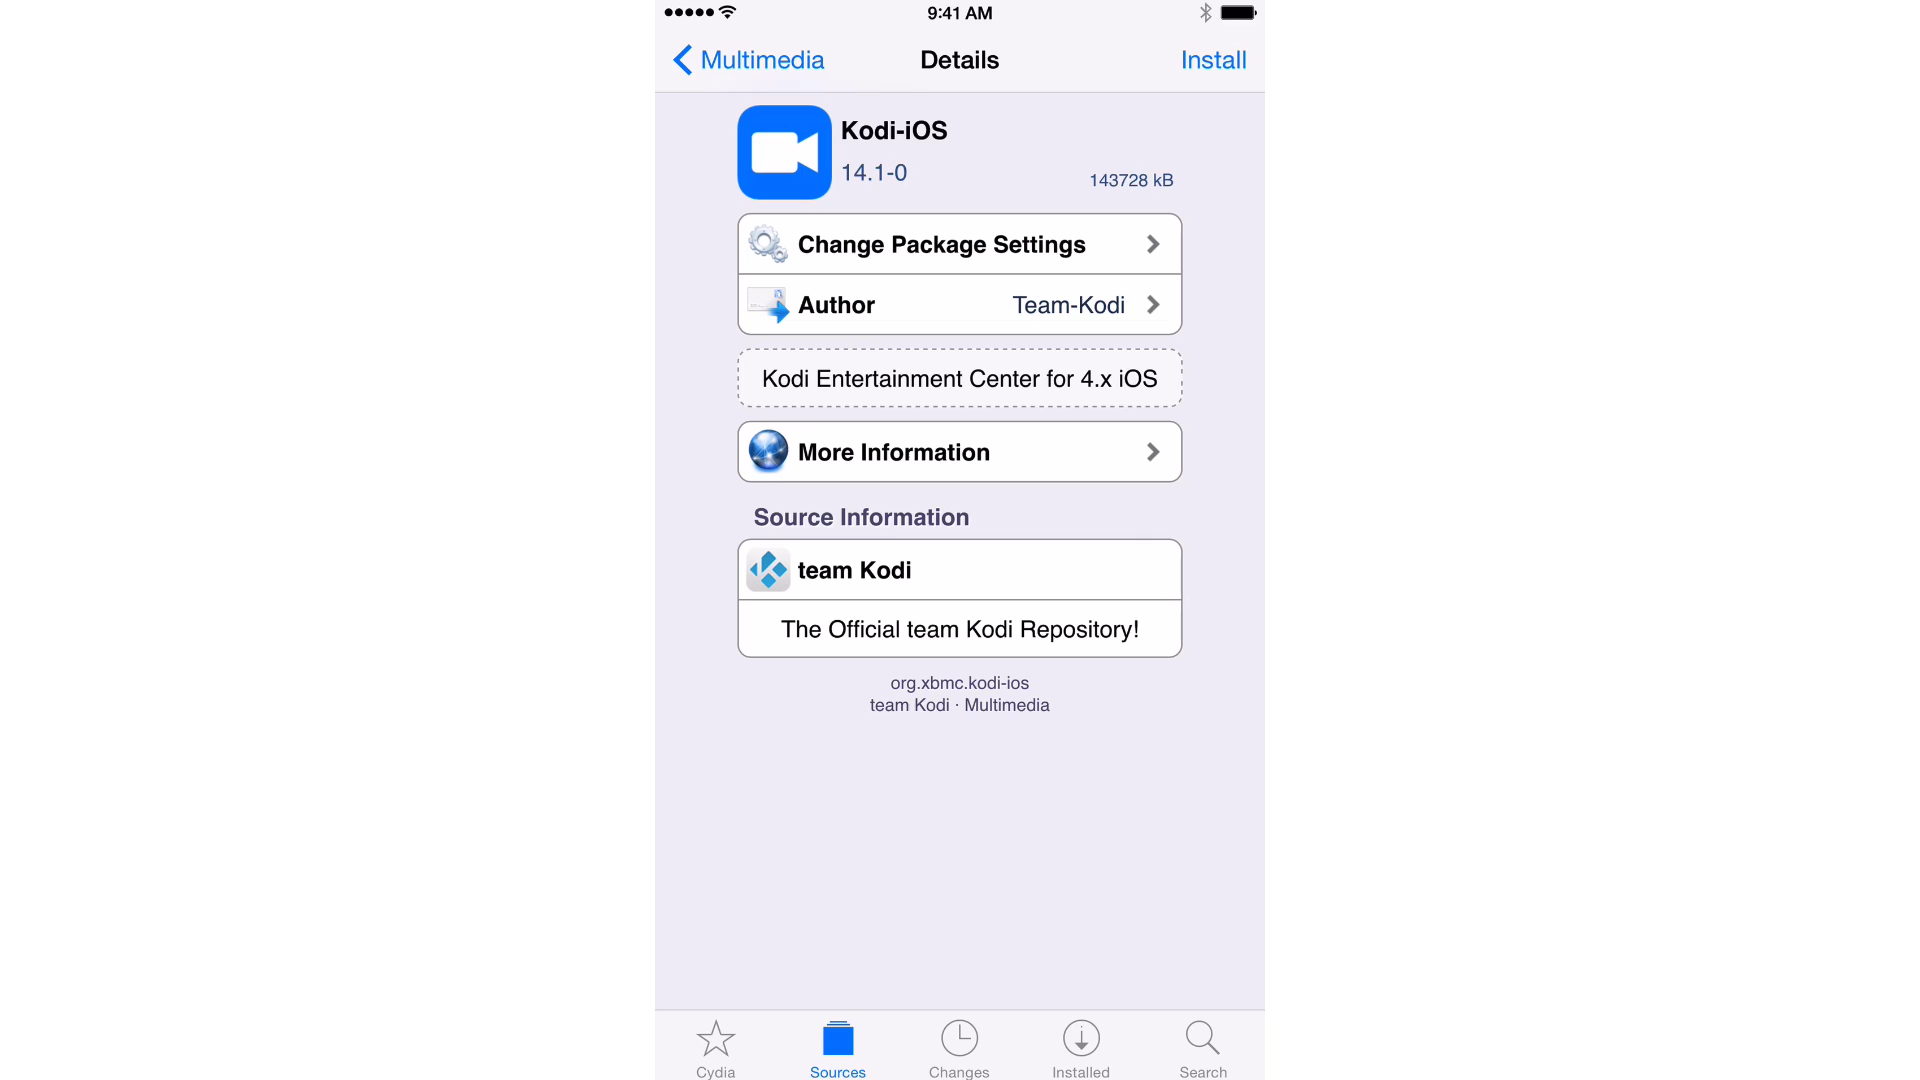 9:41 AM
Multimedia
Details
Install
Kodi-iOS
14.1-0
143728 kB
Change Package Settings
Author
Team-Kodi
Kodi Entertainment Center for 4.x iOS
More Information
Source Information
team Kodi
The Official team Kodi Repository!
org.xbmc.kodi-ios
team Kodi · Multimedia
Cydia
Sources
Changes
Installed
Search